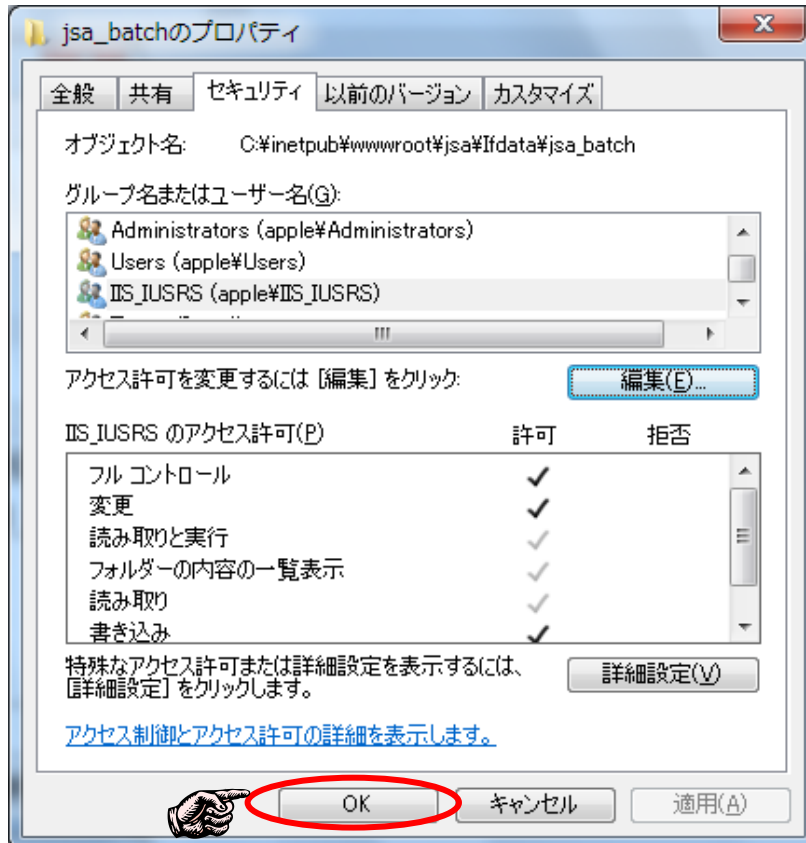 jsa_batchのプロパティ
全般 共有 セキュリティ 以前のバージョン カスタマイズ
オブジェクト名: C:¥inetpub¥wwwroot¥jsa¥Ifdata¥jsa_batch
グループ名またはユーザー名(G):
Administrators (apple¥Administrators)
Users (apple¥Users)
IIS_IUSRS (apple¥IIS_IUSRS)
アクセス許可を変更するには [編集] をクリック: 編集(E)...
IIS_IUSRS のアクセス許可(P) 許可 拒否
フル コントロール
変更
読み取りと実行
フォルダーの内容の一覧表示
読み取り
書き込み
特殊なアクセス許可または詳細設定を表示するには、
[詳細設定] をクリックします。 詳細設定(V)
アクセス制御とアクセス許可の詳細を表示します。
OK キャンセル 適用(A)